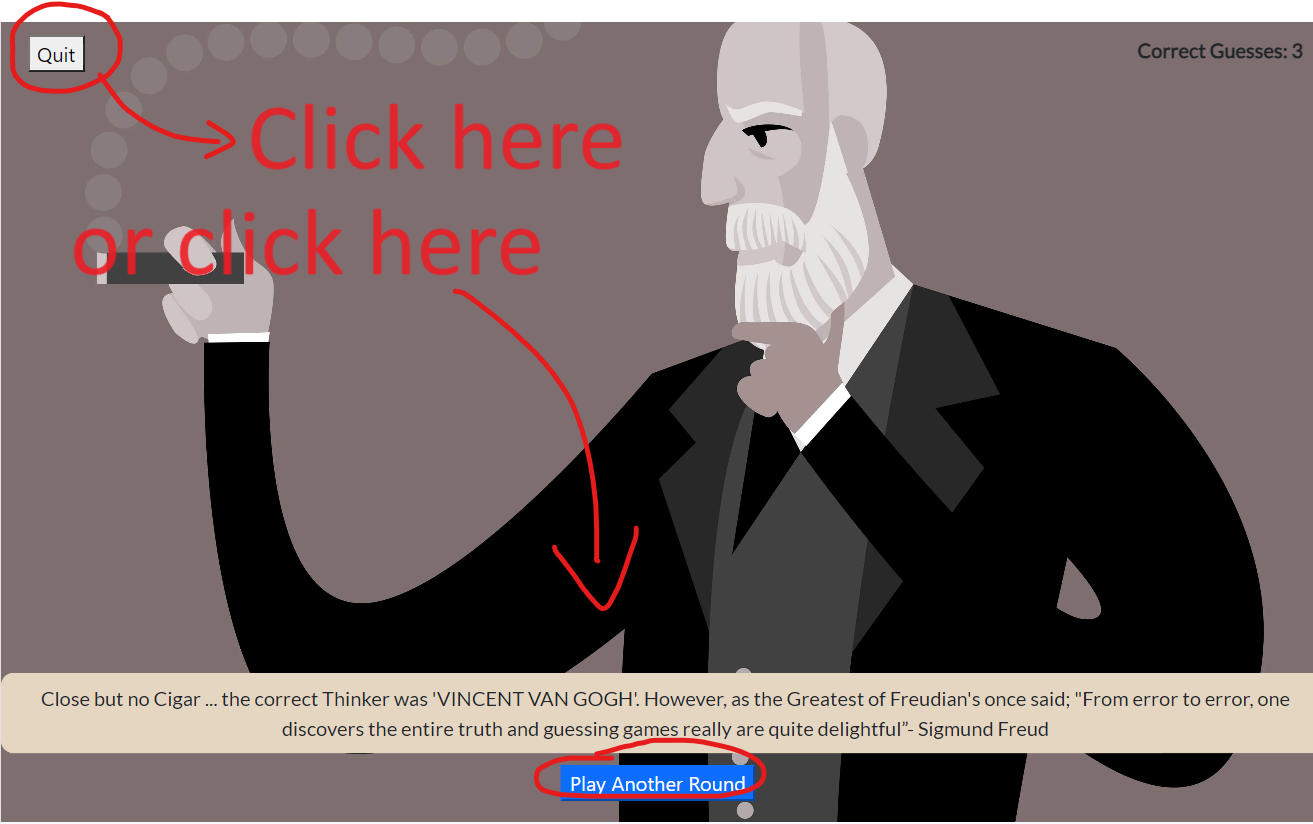 Quit
Correct Guesses: 3
Click here
or click here
Close but no Cigar ... the correct Thinker was 'VINCENT VAN GOGH'. However, as the Greatest of Freudian's once said; "From error to error, one
discovers the entire truth and guessing games really are quite delightful”- Sigmund Freud
Play Another Round